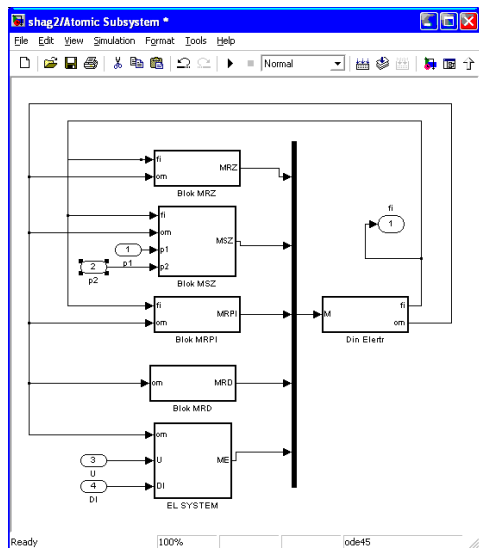 shag2/Atomic Subsystem *
File Edit View Simulation Format Tools Help
Normal
fi
om
MRZ
Blok MRZ
fi
om
p1
p2
MSZ
Blok MSZ
1
p1
2
p2
fi
1
fi
om
MRPI
Blok MRPI
M
fi
om
Din Elertr
om
MRD
Blok MRD
om
U
DI
ME
EL SYSTEM
3
U
4
DI
Ready 100% ode45